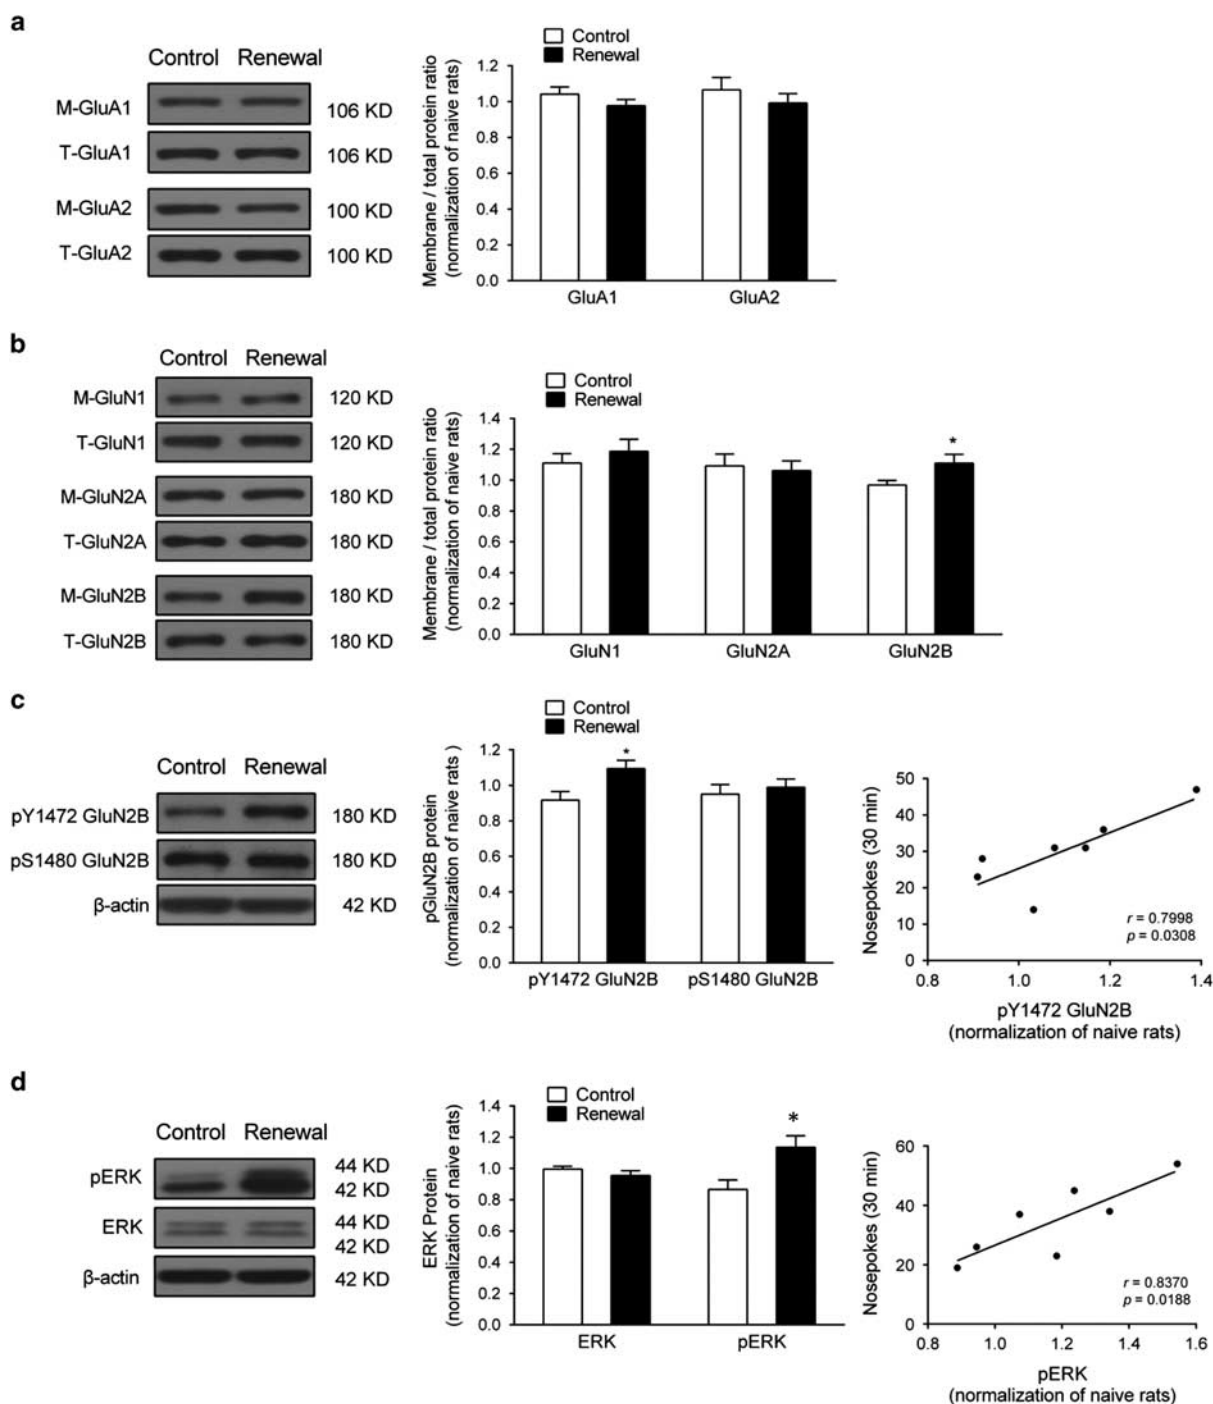 a
Control Renewal
M-GluA1 106 KD
T-GluA1 106 KD
M-GluA2 100 KD
T-GluA2 100 KD
Control
Renewal
Membrane / total protein ratio
(normalization of naive rats)
1.2
1.0
0.8
0.6
0.4
0.2
0.0
GluA1 GluA2
b
Control Renewal
M-GluN1 120 KD
T-GluN1 120 KD
M-GluN2A 180 KD
T-GluN2A 180 KD
M-GluN2B 180 KD
T-GluN2B 180 KD
Control
Renewal
Membrane / total protein ratio
(normalization of naive rats)
1.4
1.2
1.0
0.8
0.6
0.4
0.2
0.0
*
GluN1 GluN2A GluN2B
c
Control Renewal
pY1472 GluN2B 180 KD
pS1480 GluN2B 180 KD
β-actin 42 KD
Control
Renewal
pGluN2B protein
(normalization of naive rats )
1.2
1.0
0.8
0.6
0.4
0.2
0.0
*
pY1472 GluN2B pS1480 GluN2B
Nosepokes (30 min)
50
40
30
20
10
0
r = 0.7998
p = 0.0308
0.8 1.0 1.2 1.4
pY1472 GluN2B
(normalization of naive rats)
d
Control Renewal
pERK 44 KD
42 KD
ERK 44 KD
42 KD
β-actin 42 KD
Control
Renewal
ERK Protein
(normalization of naive rats)
1.4
1.2
1.0
0.8
0.6
0.4
0.2
0.0
*
ERK pERK
Nosepokes (30 min)
60
40
20
0
r = 0.8370
p = 0.0188
0.8 1.0 1.2 1.4 1.6
pERK
(normalization of naive rats)